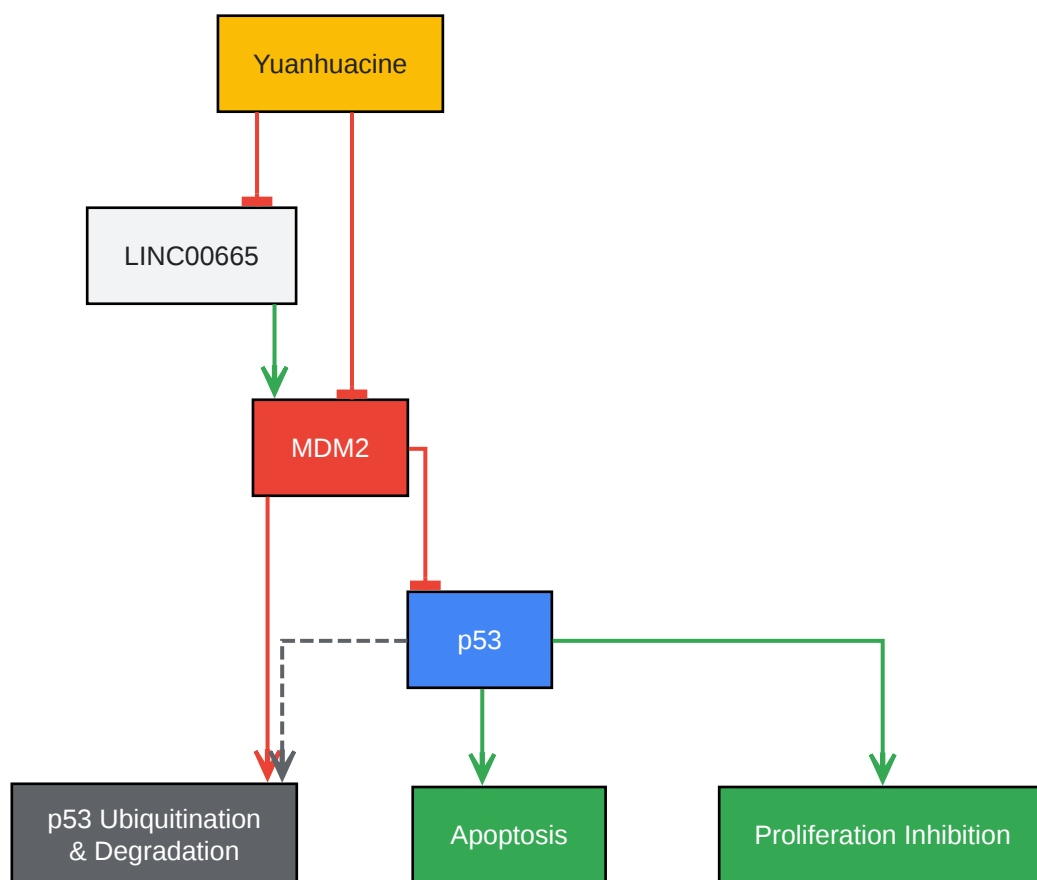 Yuanhuacine
LINC00665
MDM2
p53
p53 Ubiquitination
& Degradation
Apoptosis
Proliferation Inhibition